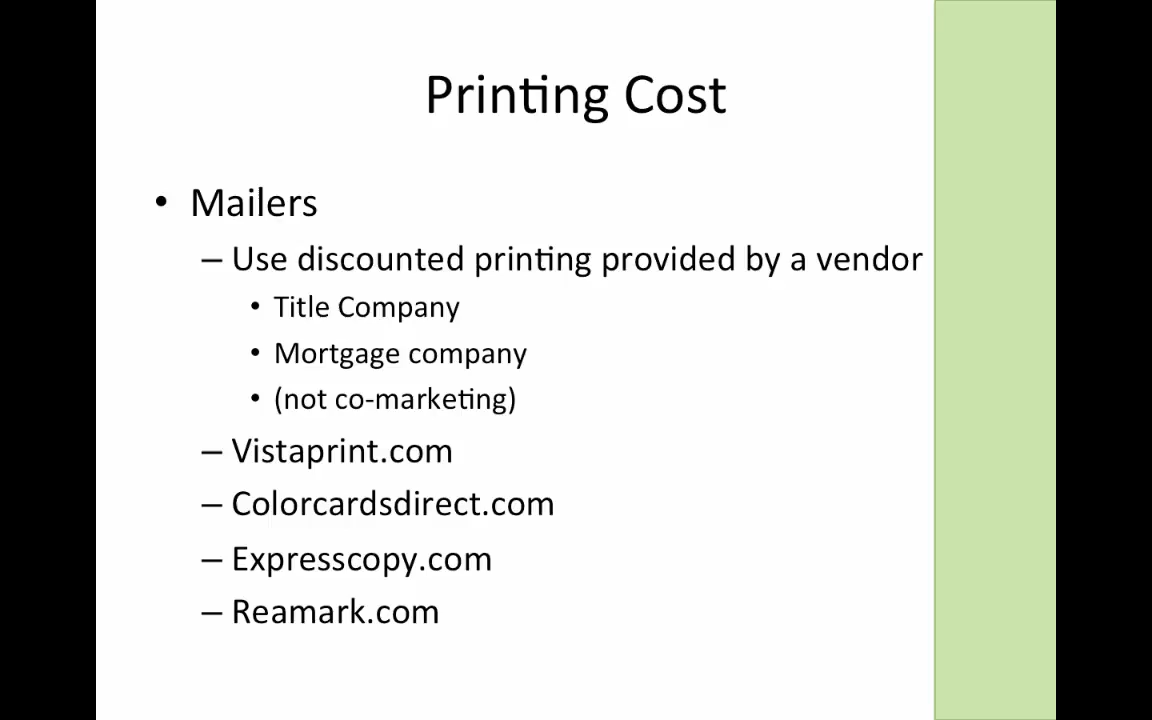 Printing Cost
• Mailers
– Use discounted printing provided by a vendor
• Title Company
• Mortgage company
• (not co-marketing)
– Vistaprint.com
– Colorcardsdirect.com
– Expresscopy.com
– Reamark.com